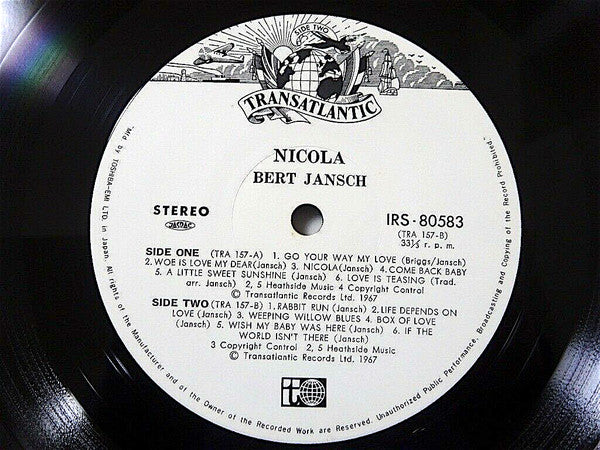 SIDE TWO
TRANSATLANTIC
NICOLA
BERT JANSCH
STEREO
JASRAC
IRS-80583
(TRA 157-B)
33⅓ r. p. m.
SIDE ONE (TRA 157-A) 1. GO YOUR WAY MY LOVE (Briggs/Jansch)
2. WOE IS LOVE MY DEAR(Jansch) 3. NICOLA(Jansch) 4.COME BACK BABY
5. A LITTLE SWEET SUNSHINE (Jansch) 6. LOVE IS TEASING (Trad.
arr. Jansch) 2, 5 Heathside Music 4 Copyright Control
© Transatlantic Records Ltd. 1967
SIDE TWO (TRA 157-B) 1.RABBIT RUN (Jansch) 2.LIFE DEPENDS ON
LOVE (Jansch) 3. WEEPING WILLOW BLUES 4. BOX OF LOVE
(Jansch) 5. WISH MY BABY WAS HERE (Jansch) 6. IF THE
WORLD ISN'T THERE (Jansch)
3 Copyright Control 2, 5 Heathside Music
Ⓟ Transatlantic Records Ltd. 1967
"Mf'd by TOSHIBA-EMI LTD. in Japan. All rights of the Manufacturer and of the Owner of the Recorded Work are Reserved. Unauthorized Public Performance, Broadcasting and Copying of the Record Prohibited."